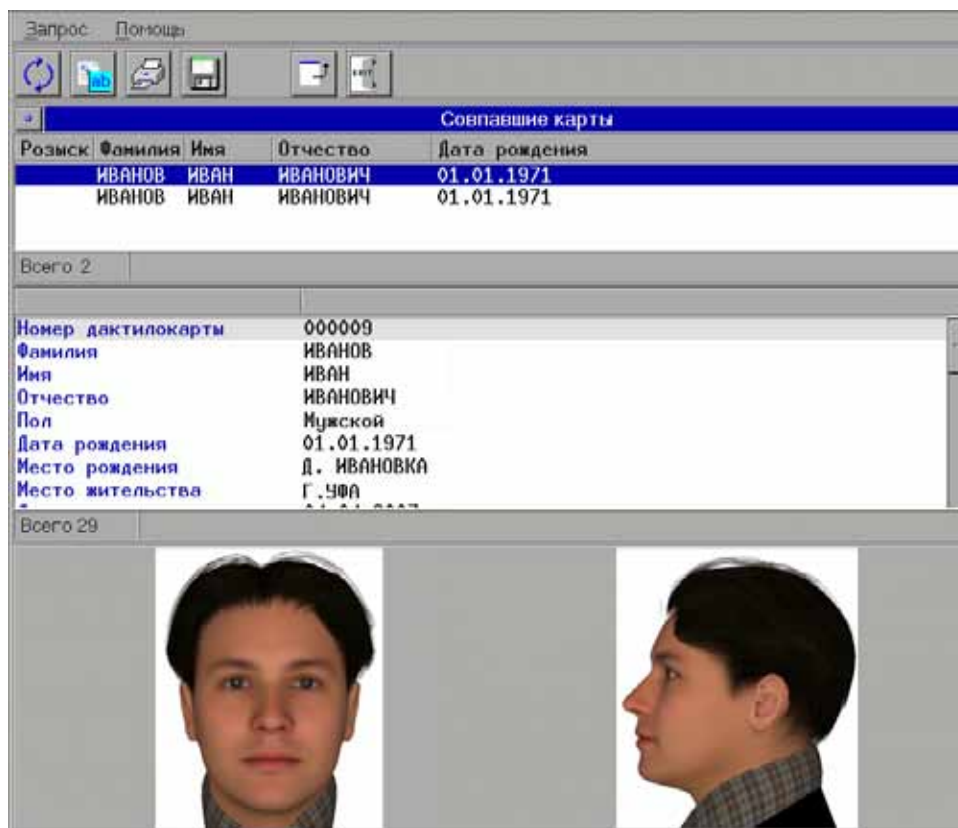 Запрос Помощь
ab
EXIT
Совпавшие карты
Розыск Фамилия Имя Отчество Дата рождения
ИВАНОВ ИВАН ИВАНОВИЧ 01.01.1971
ИВАНОВ ИВАН ИВАНОВИЧ 01.01.1971
Всего 2
Номер дактилокарты 000009
Фамилия ИВАНОВ
Имя ИВАН
Отчество ИВАНОВИЧ
Пол Мужской
Дата рождения 01.01.1971
Место рождения Д. ИВАНОВКА
Место жительства Г.УФА
Всего 29